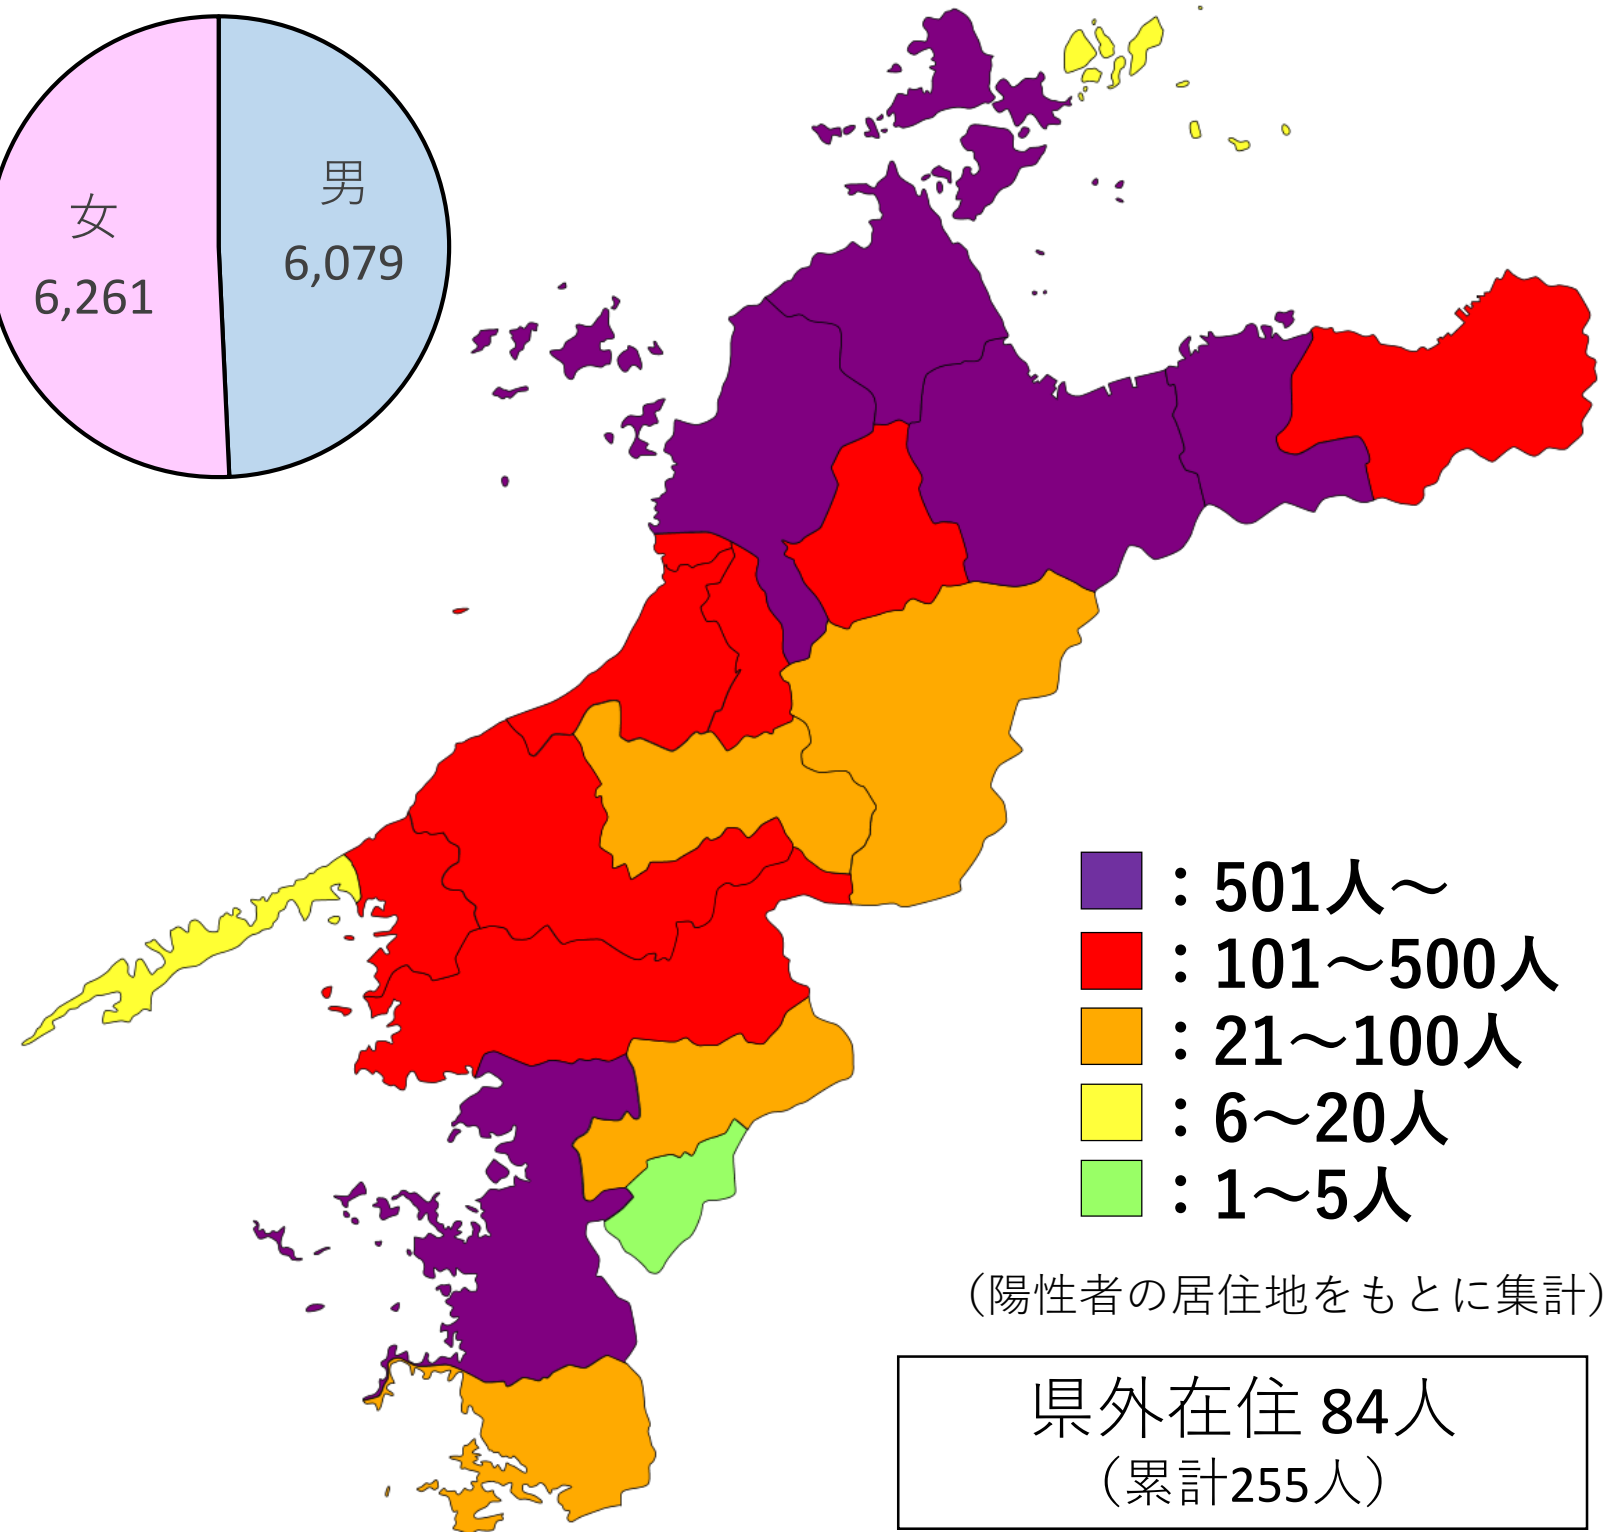 女
6,261
男
6,079
：501人～
：101～500人
：21～100人
：6～20人
：1～5人
（陽性者の居住地をもとに集計）
県外在住 84人
（累計255人）